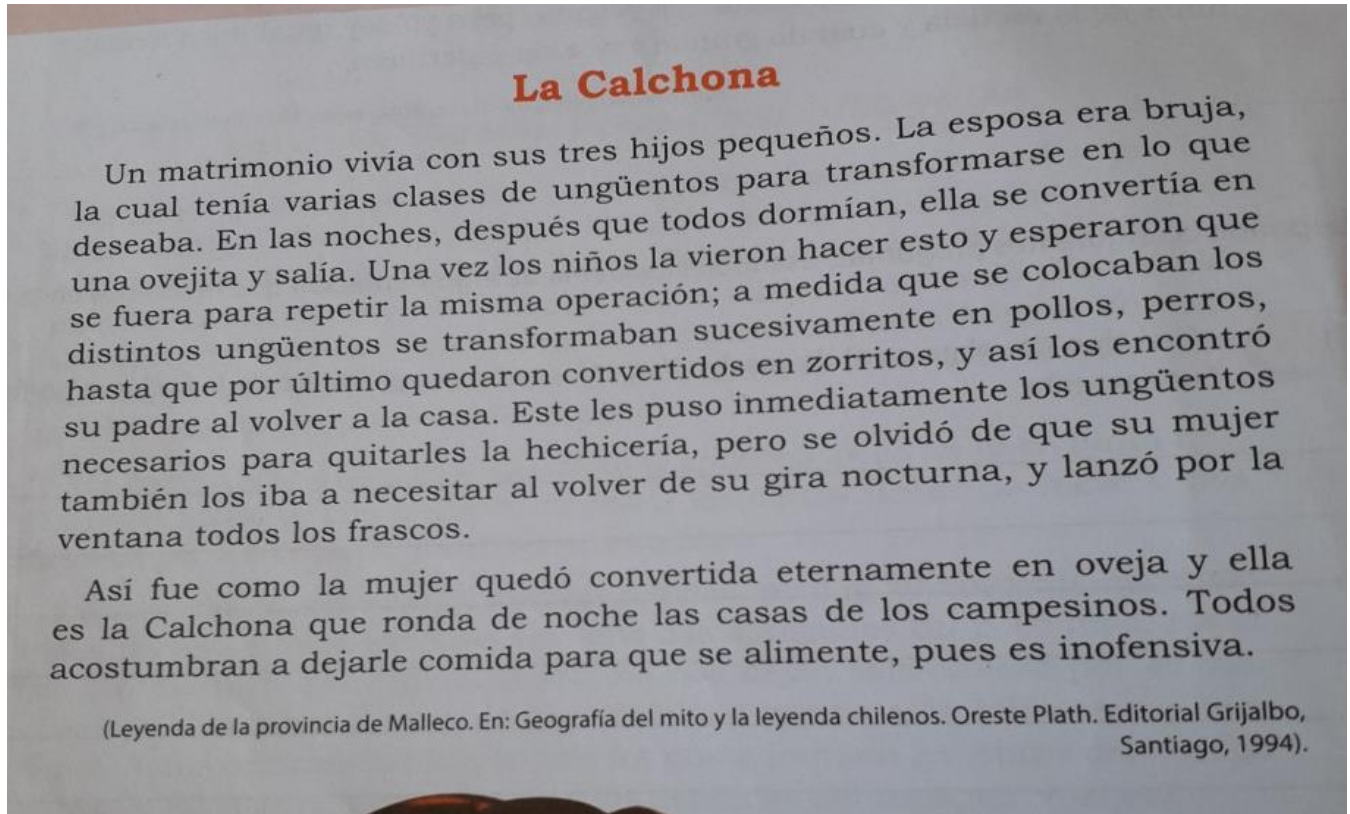 La Calchona
Un matrimonio vivía con sus tres hijos pequeños. La esposa era bruja,
la cual tenía varias clases de ungüentos para transformarse en lo que
deseaba. En las noches, después que todos dormían, ella se convertía en
una ovejita y salía. Una vez los niños la vieron hacer esto y esperaron que
se fuera para repetir la misma operación; a medida que se colocaban los
distintos ungüentos se transformaban sucesivamente en pollos, perros,
hasta que por último quedaron convertidos en zorritos, y así los encontró
su padre al volver a la casa. Este les puso inmediatamente los ungüentos
necesarios para quitarles la hechicería, pero se olvidó de que su mujer
también los iba a necesitar al volver de su gira nocturna, y lanzó por la
ventana todos los frascos.
Así fue como la mujer quedó convertida eternamente en oveja y ella
es la Calchona que ronda de noche las casas de los campesinos. Todos
acostumbran a dejarle comida para que se alimente, pues es inofensiva.
(Leyenda de la provincia de Malleco. En: Geografía del mito y la leyenda chilenos. Oreste Plath. Editorial Grijalbo,
Santiago, 1994).